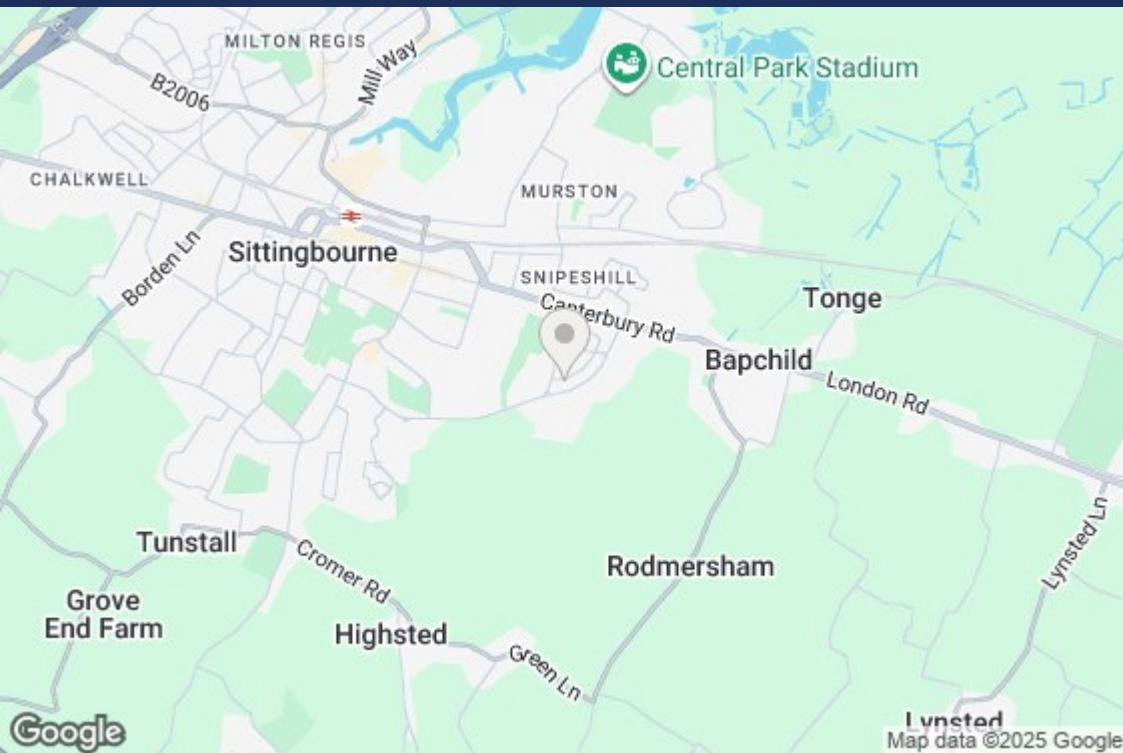 MILTON REGIS
Mill Way
B2006
Central Park Stadium
CHALKWELL
MURSTON
Borden Ln
Sittingbourne
SNIPESHILL
Canterbury Rd
Tonge
Bapchild
London Rd
Lynsted Ln
Tunstall
Cromer Rd
Rodmersham
Grove
End Farm
Highsted
Green Ln
Lynsted
Google
Map data ©2025 Google